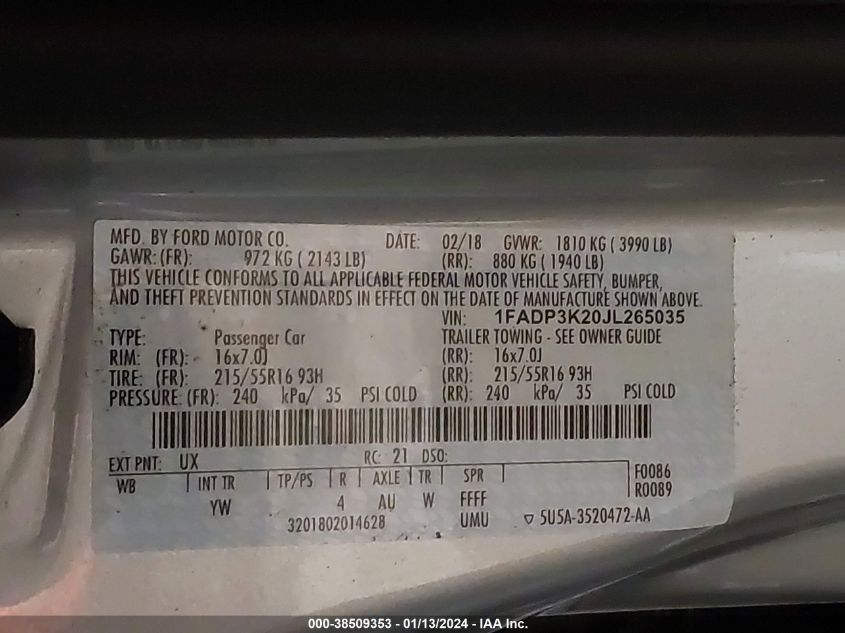 MFD. BY FORD MOTOR CO. DATE: 02/18 GVWR: 1810 KG ( 3990 LB)
GAWR: (FR): 972 KG ( 2143 LB) (RR): 880 KG ( 1940 LB)
THIS VEHICLE CONFORMS TO ALL APPLICABLE FEDERAL MOTOR VEHICLE SAFETY, BUMPER,
AND THEFT PREVENTION STANDARDS IN EFFECT ON THE DATE OF MANUFACTURE SHOWN ABOVE.
VIN: 1FADP3K20JL265035
TYPE: Passenger Car TRAILER TOWING - SEE OWNER GUIDE
RIM: (FR): 16x7.0J (RR): 16x7.0J
TIRE: (FR): 215/55R16 93H (RR): 215/55R16 93H
PRESSURE: (FR): 240 kPa/ 35 PSI COLD (RR): 240 kPa/ 35 PSI COLD
EXT PNT: UX RC: 21 DSO:
WB INT TR TP/PS R AXLE TR SPR F0086
YW 4 AU W FFFF R0089
3201802014628 UMU ▽ 5U5A-3520472-AA
000-38509353 - 01/13/2024 - IAA Inc.